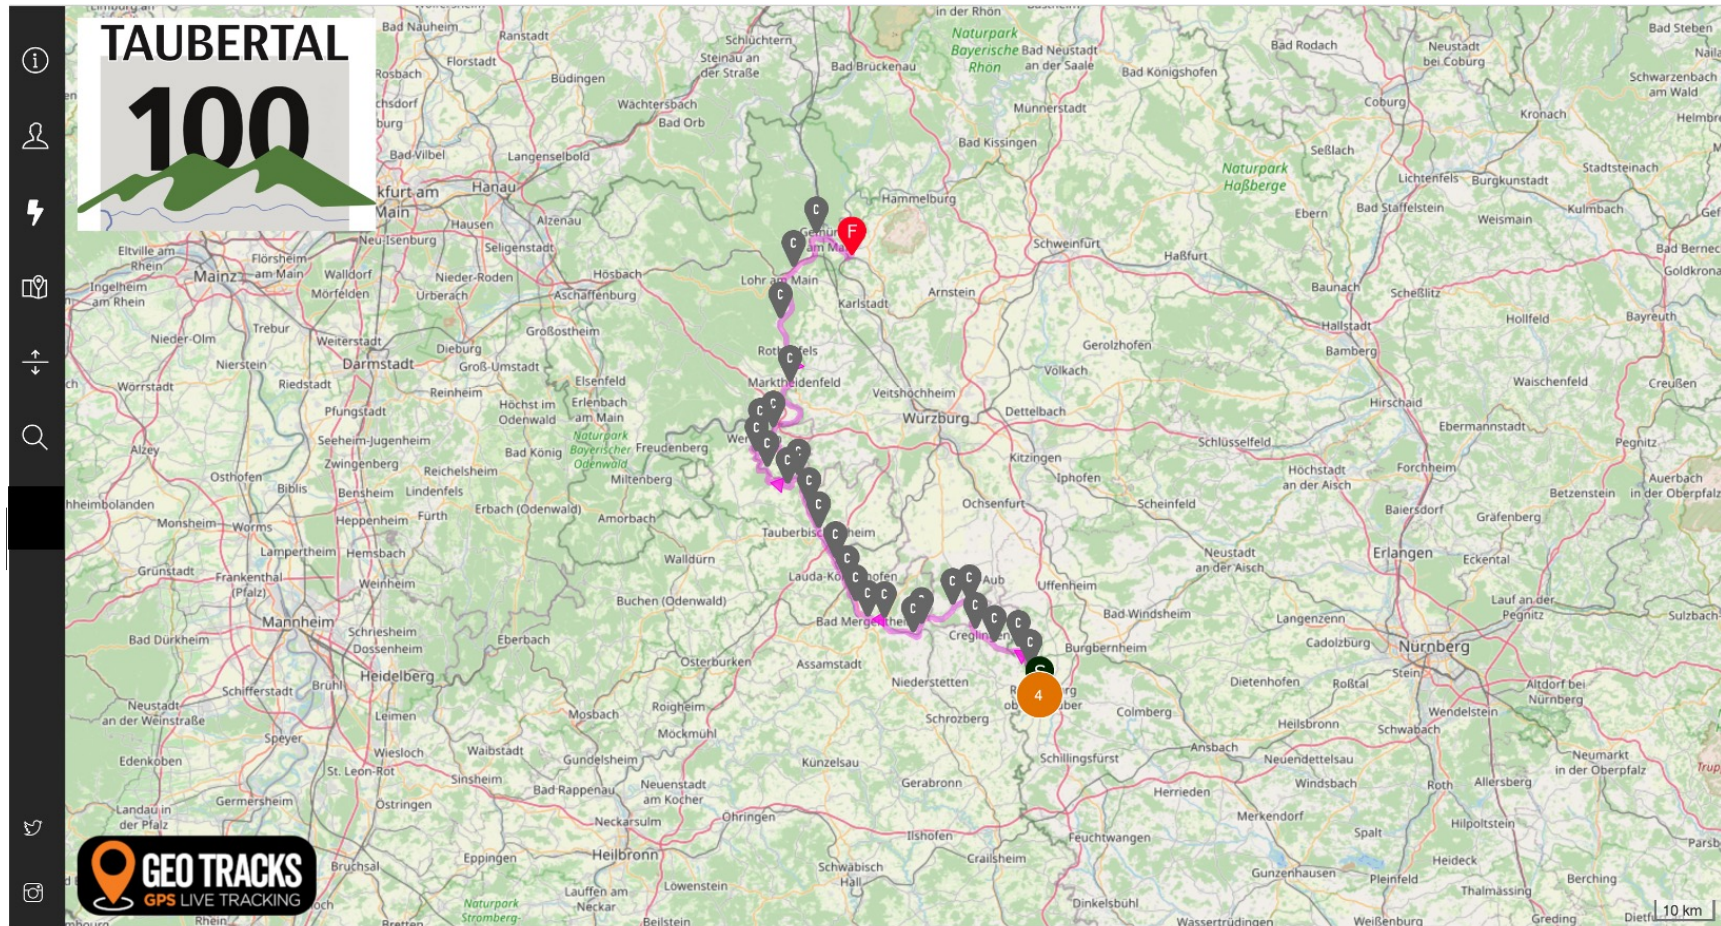 TAUBERTAL
100
in der Rhön
Bad Nauheim
Ranstadt
Schlüchtern
Naturpark
Bayerische
Rhön
Bad Neustadt
an der Saale
Bad Rodach
Neustadt
bei Coburg
Bad Steben
Florstadt
Steinau an
der Straße
Bad Brückenau
Bad Königshofen
Schwarzenbach
am Wald
Büdingen
Wächtersbach
Bad Orb
Münnerstadt
Coburg
Kronach
Bad-Vilbel
Langenselbold
Bad Kissingen
Seßlach
Naturpark
Haßberge
Stadtsteinach
Lichtenfels
Burgkunstadt
Hanau
Main
Hammelburg
Alzenau
Hausen
Ebern
Bad Staffelstein
Weismain
Kulmbach
Neu-Isenburg
Seligenstadt
C
F
Schweinfurt
Haßfurt
Eltville am
Rhein
Flörsheim
am Main
Mainz
Walldorf
Nieder-Roden
Hösbach
Lohr am Main
Ingelheim
am Rhein
Mörfelden
Urberach
Aschaffenburg
Karlstadt
Arnstein
Baunach
Scheßlitz
Trebur
Großostheim
Hallstadt
Hollfeld
Bayreuth
Nieder-Olm
Weiterstadt
Dieburg
Groß-Umstadt
Gerolzhofen
Bamberg
Nierstein
Darmstadt
Volkach
Wörrstadt
Riedstadt
Reinheim
Elsenfeld
Marktheidenfeld
Veitshöchheim
Waischenfeld
Creußen
Pfungstadt
Höchst im
Odenwald
Erlenbach
am Main
Würzburg
Dettelbach
Hirschaid
Ebermannstadt
Pegnitz
Alzey
Seeheim-Jugenheim
Zwingenberg
Naturpark
Bayerischer
Odenwald
Freudenberg
Bad König
Kitzingen
Schlüsselfeld
Osthofen
Reichelsheim
Miltenberg
Iphofen
Höchstadt
an der Aisch
Forchheim
Auerbach
in der Oberpfalz
Biblis
Bensheim
Lindenfels
Betzenstein
Monsheim
Worms
Heppenheim
Fürth
Erbach (Odenwald)
Amorbach
Ochsenfurt
Scheinfeld
Baiersdorf
Gräfenberg
Lampertheim
Hemsbach
Walldürn
Neustadt
an der Aisch
Erlangen
Eckental
Grünstadt
Frankenthal
(Pfalz)
Weinheim
Aub
Uffenheim
Buchen (Odenwald)
Bad-Windsheim
Lauf an der
Pegnitz
Mannheim
Langenzenn
Bad Dürkheim
Schriesheim
Dossenheim
Eberbach
Cadolzburg
Nürnberg
Burgbernheim
Osterburken
Assamstadt
Niederstetten
Heidelberg
Schifferstadt
Brühl
S
4
Dietenhofen
Roßtal
Stein
Altdorf bei
Nürnberg
Neustadt
an der Weinstraße
Leimen
Mosbach
Roigheim
Schrozberg
Colmberg
Heilsbronn
Wendelstein
Speyer
Möckmühl
Schwabach
Edenkoben
Wiesloch
Waibstadt
Gundelsheim
Schillingsfürst
Ansbach
Neuendettelsau
Neumarkt
in der Oberpfalz
St. Leon-Rot
Sinsheim
Bad Rappenau
Neuenstadt
am Kocher
Gerabronn
Windsbach
Roth
Allersberg
Germersheim
Östringen
Herrieden
Landau in
der Pfalz
Neckarsulm
Öhringen
Ilshofen
Feuchtwangen
Merkendorf
Spalt
Hilpoltstein
Heilbronn
Eppingen
Bruchsal
Schwäbisch
Hall
Crailsheim
Heideck
Gunzenhausen
Pleinfeld
Thalmässing
Berching
Löwenstein
Lauffen am
Neckar
Dinkelsbühl
Naturpark
Stromberg-
Beilstein
Wassertrüdingen
Weißenburg
Greding
GEO TRACKS
GPS LIVE TRACKING
10 km